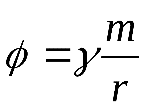 ϕ = γ m/r